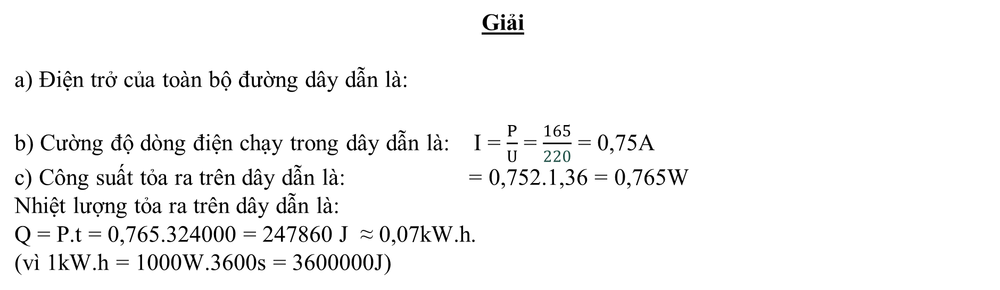 Giải
a) Điện trở của toàn bộ đường dây dẫn là:
b) Cường độ dòng điện chạy trong dây dẫn là: I = P/U = 165/220 = 0,75A
c) Công suất tỏa ra trên dây dẫn là: = 0,752.1,36 = 0,765W
Nhiệt lượng tỏa ra trên dây dẫn là:
Q = P.t = 0,765.324000 = 247860 J ≈ 0,07kW.h.
(vì 1kW.h = 1000W.3600s = 3600000J)